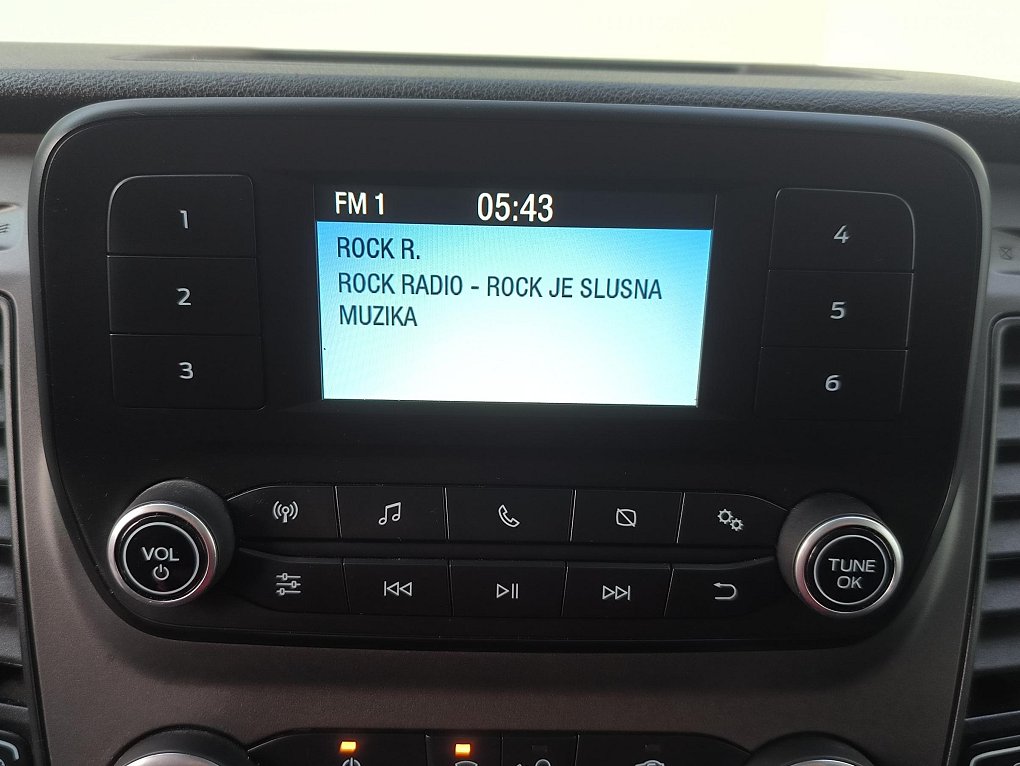 FM 1 05:43
ROCK R.
ROCK RADIO - ROCK JE SLUSNA
MUZIKA
1
2
3
4
5
6
VOL
TUNE
OK